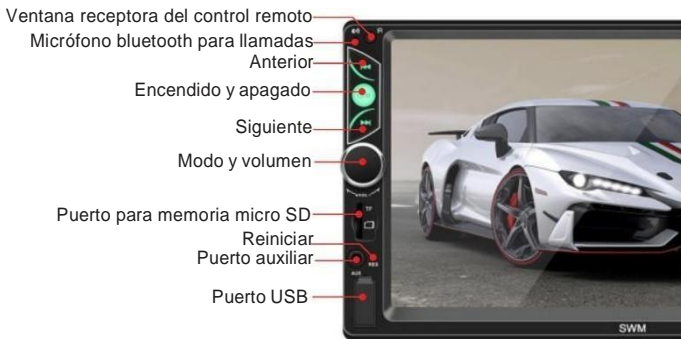 Ventana receptora del control remoto
Micrófono bluetooth para llamadas
IR
Anterior
Encendido y apagado
Siguiente
Modo y volumen
Puerto para memoria micro SD
TF
Reiniciar
Puerto auxiliar
RES
AUX
Puerto USB
SWM